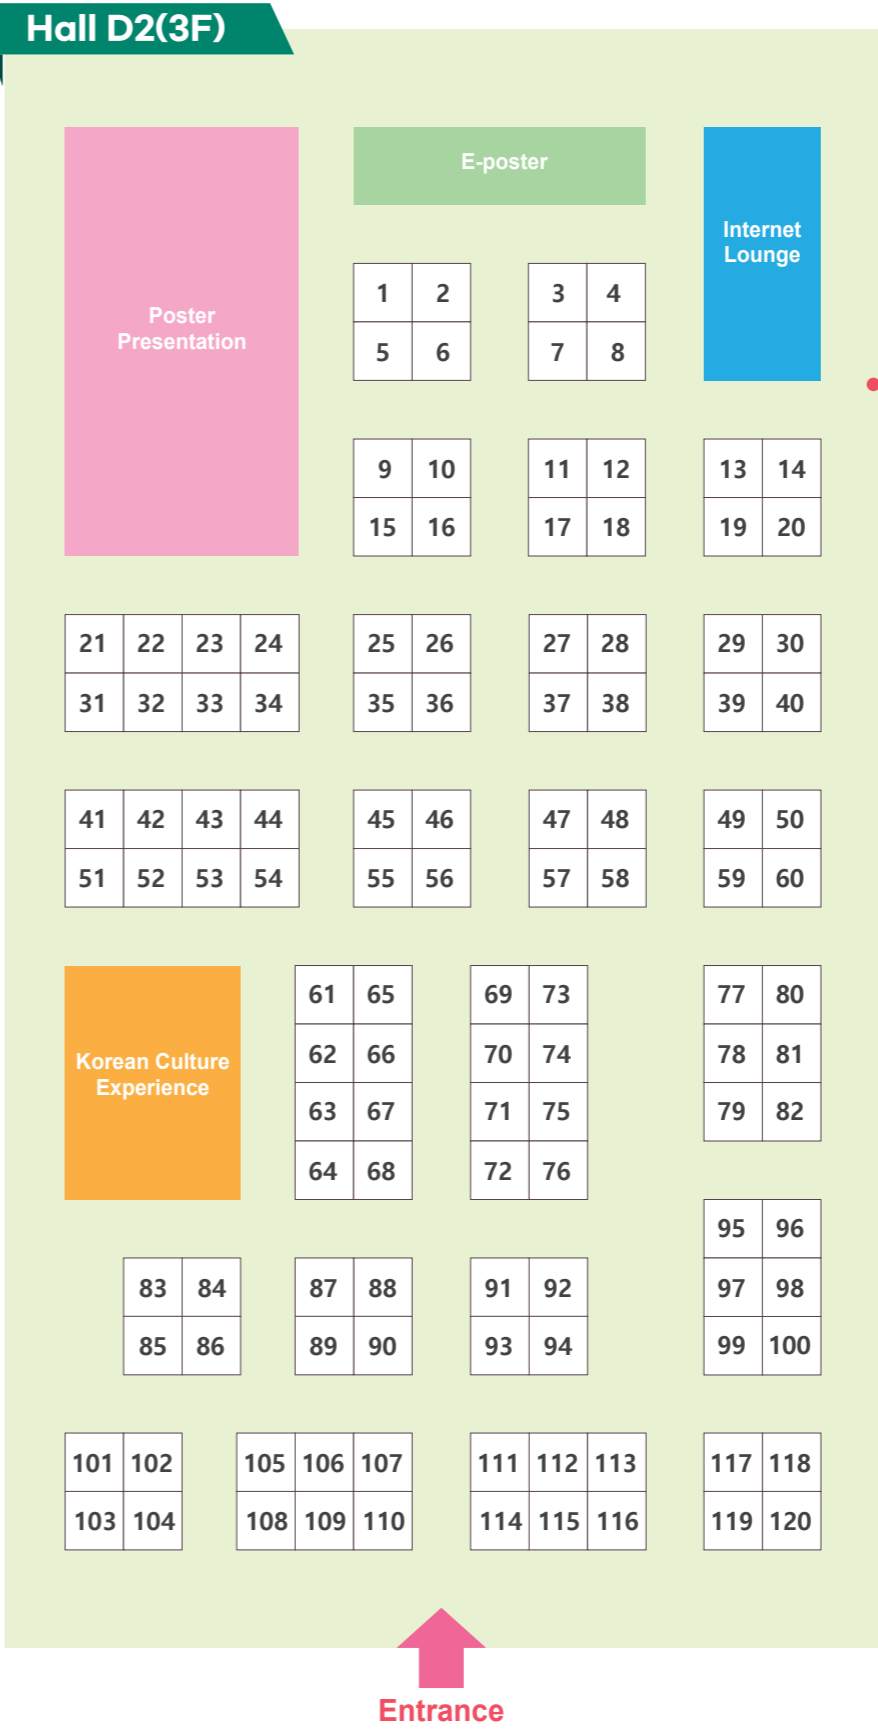 Hall D2(3F)
E-poster
Internet
Lounge
Poster
Presentation
1 2 3 4
5 6 7 8
9 10 11 12 13 14
15 16 17 18 19 20
21 22 23 24 25 26 27 28 29 30
31 32 33 34 35 36 37 38 39 40
41 42 43 44 45 46 47 48 49 50
51 52 53 54 55 56 57 58 59 60
Korean Culture
Experience
61 65 69 73 77 80
62 66 70 74 78 81
63 67 71 75 79 82
64 68 72 76
95 96
83 84 87 88 91 92 97 98
85 86 89 90 93 94 99 100
101 102 105 106 107 111 112 113 117 118
103 104 108 109 110 114 115 116 119 120
Entrance